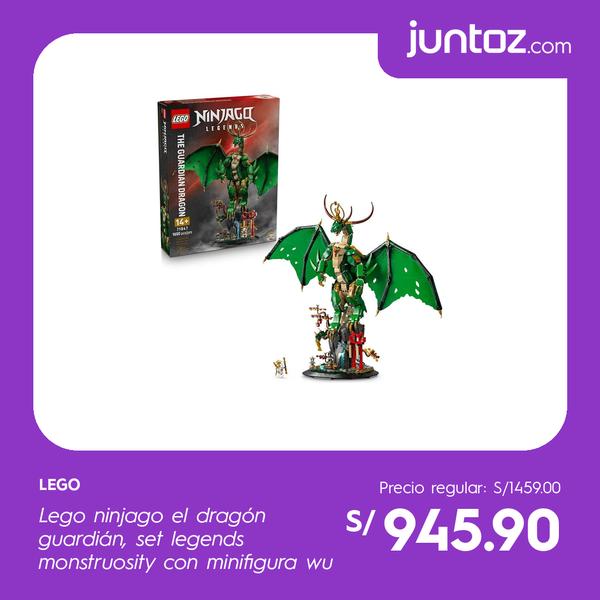 juntoz.com
LEGO
NINJAGO
LEGENDS
THE GUARDIAN DRAGON
14+
LEGO
Lego ninjago el dragón
guardián, set legends
monstruosity con minifigura wu
Precio regular: S/1459.00
S/ 945.90